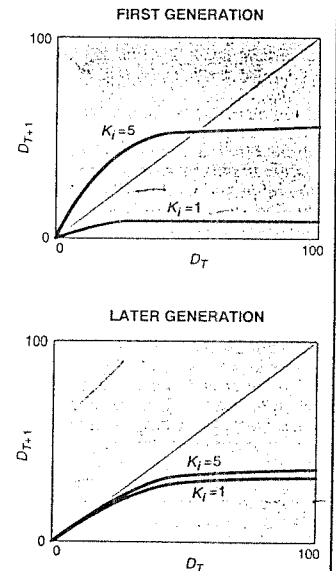 FIRST GENERATION
100
D_{T+1}
K_i=5
K_i=1
0
0
100
D_T
LATER GENERATION
100
D_{T+1}
K_i=5
K_i=1
0
0
100
D_T